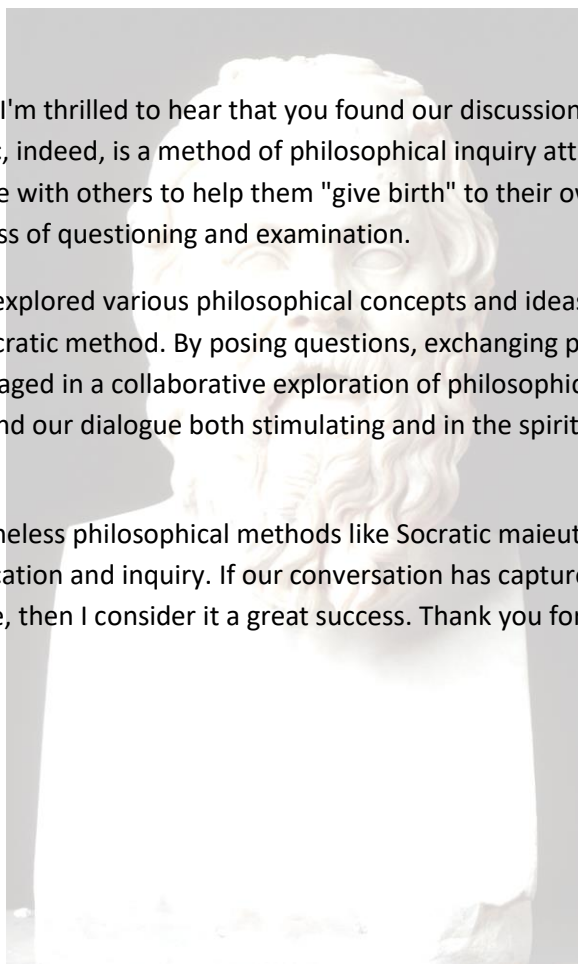 I'm thrilled to hear that you found our discussion
, indeed, is a method of philosophical inquiry att
e with others to help them "give birth" to their ov
ss of questioning and examination.
explored various philosophical concepts and ideas
cratic method. By posing questions, exchanging p
aged in a collaborative exploration of philosophic
nd our dialogue both stimulating and in the spirit
neless philosophical methods like Socratic maieut
cation and inquiry. If our conversation has capture
e, then I consider it a great success. Thank you for